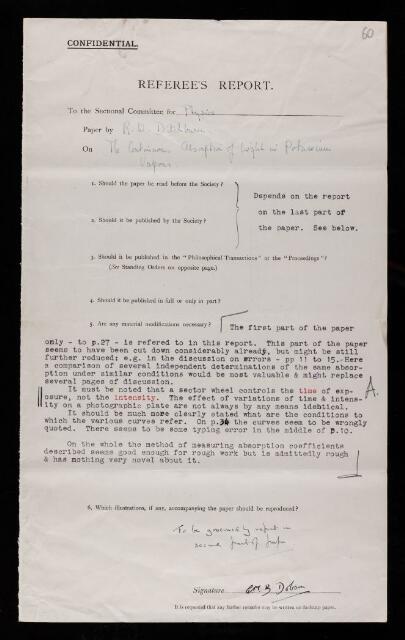 60
CONFIDENTIAL.
REFEREE'S REPORT.
To the Sectional Committee for Physics
Paper by R. W. Ditchburn
On The Continuous Absorption of Light in Potassium
Vapour.
1. Should the paper be read before the Society?
Depends on the report
on the last part of
the paper. See below.
2. Should it be published by the Society?
3. Should it be published in the "Philosophical Transactions" or the "Proceedings"?
(See Standing Orders on opposite page.)
4. Should it be published in full or only in part?
5. Are any material modifications necessary? The first part of the paper
only - to p.27 - is refered to in this report. This part of the paper
seems to have been cut down considerably already, but might be still
further reduced; e.g. in the discussion on errors - pp 11 to 15. Here
a comparison of several independent determinations of the same absor-
ption under similar conditions would be most valuable & might replace
several pages of discussion.
It must be noted that a sector wheel controls the time of exp-
osure, not the intensity. The effect of variations of time & intens-
ity on a photographic plate are not always by any means identical.
A.
It should be much more clearly stated what are the conditions to
which the various curves refer. On p. the curves seem to be wrongly
quoted. There seems to be some typing error in the middle of p.10.
On the whole the method of measuring absorption coefficients
described seems good enough for rough work but is admittedly rough
& has nothing very novel about it.
6. Which illustrations, if any, accompanying the paper should be reproduced?
To be in
second part of
Signature G.M.B. Dobson
It is requested that any further remarks may be written on foolscap paper.